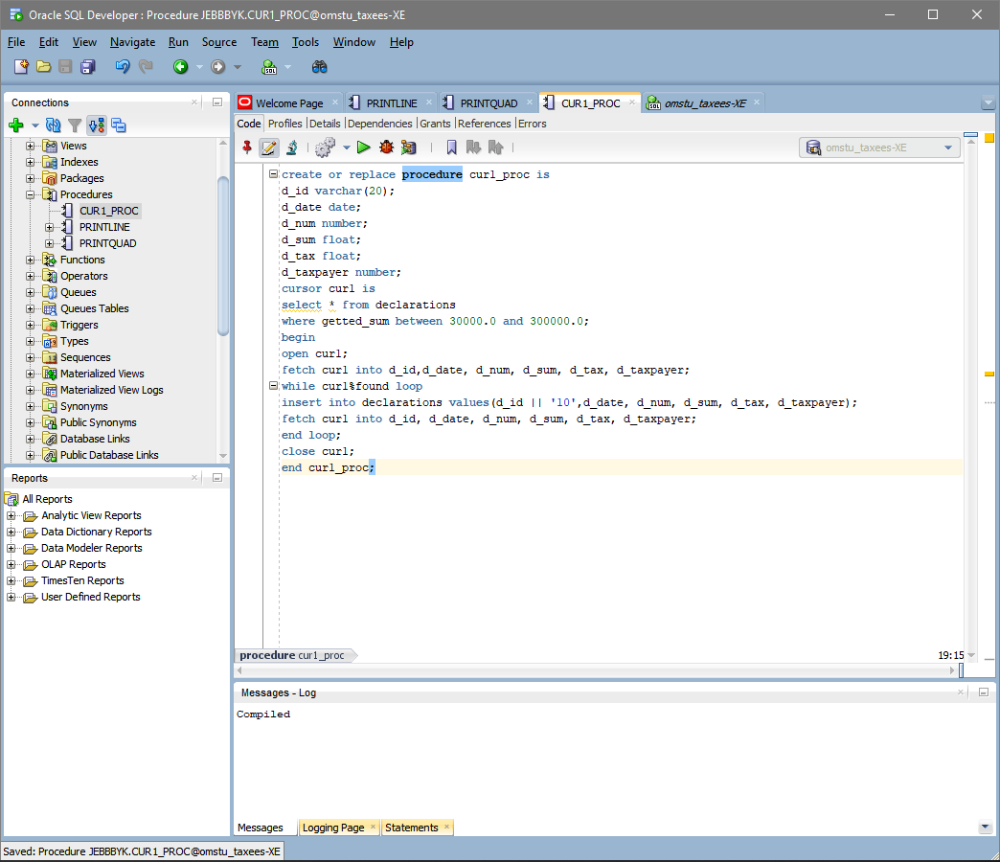 Oracle SQL Developer : Procedure JEBBBYK.CUR1_PROC@omstu_taxees-XE
File Edit View Navigate Run Source Team Tools Window Help
Connections
Views
Indexes
Packages
Procedures
CUR1_PROC
PRINTLINE
PRINTQUAD
Functions
Operators
Queues
Queues Tables
Triggers
Types
Sequences
Materialized Views
Materialized View Logs
Synonyms
Public Synonyms
Database Links
Public Database Links
Reports
All Reports
Analytic View Reports
Data Dictionary Reports
Data Modeler Reports
OLAP Reports
TimesTen Reports
User Defined Reports
Welcome Page PRINTLINE PRINTQUAD CUR1_PROC omstu_taxees-XE
Code Profiles Details Dependencies Grants References Errors
omstu_taxees-XE
create or replace procedure cur1_proc is
d_id varchar(20);
d_date date;
d_num number;
d_sum float;
d_tax float;
d_taxpayer number;
cursor cur1 is
select * from declarations
where getted_sum between 30000.0 and 300000.0;
begin
open cur1;
fetch cur1 into d_id,d_date, d_num, d_sum, d_tax, d_taxpayer;
while cur1%found loop
insert into declarations values(d_id || '10',d_date, d_num, d_sum, d_tax, d_taxpayer);
fetch cur1 into d_id, d_date, d_num, d_sum, d_tax, d_taxpayer;
end loop;
close cur1;
end cur1_proc;
procedure cur1_proc
19:15
Messages - Log
Compiled
Messages Logging Page Statements
Saved: Procedure JEBBBYK.CUR1_PROC@omstu_taxees-XE